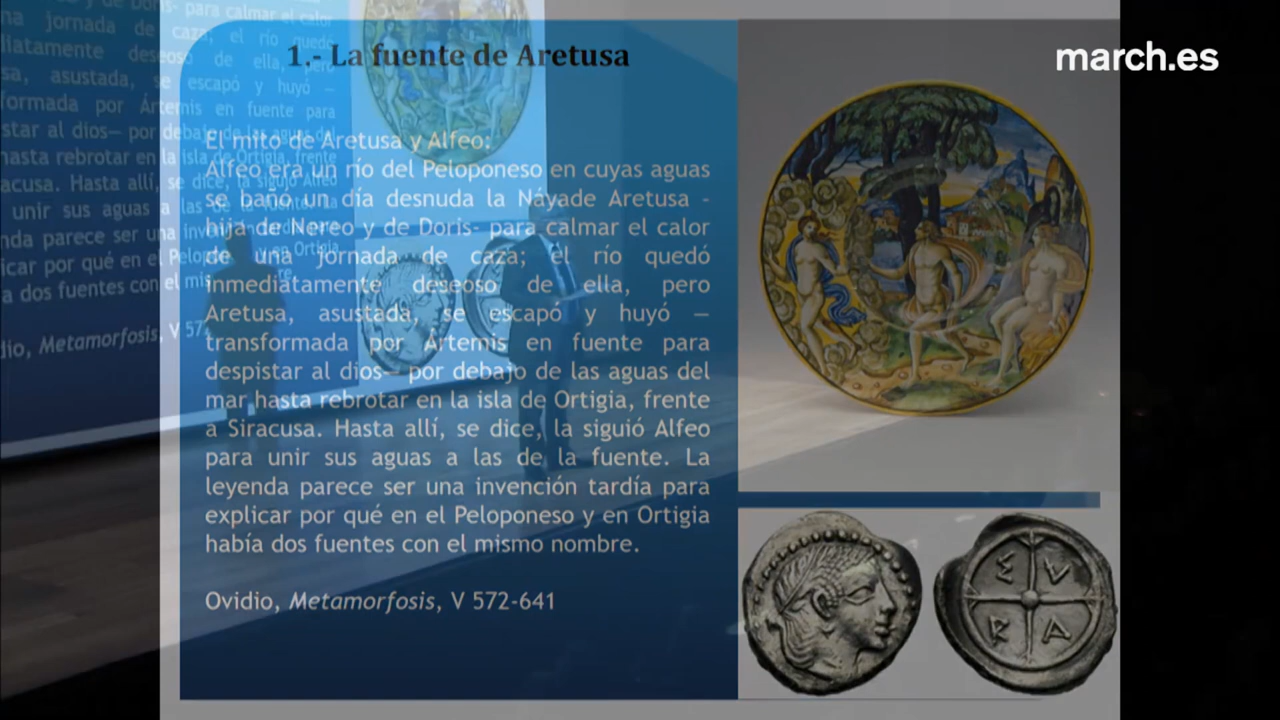 march.es
1.- La fuente de Aretusa
El mito de Aretusa y Alfeo:
Alfeo era un río del Peloponeso en cuyas aguas
se baño un día desnuda la Náyade Aretusa -
hija de Nereo y de Doris- para calmar el calor
de una jornada de caza; el río quedó
inmediatamente deseoso de ella, pero
Aretusa, asustada, se escapó y huyó —
transformada por Ártemis en fuente para
despistar al dios— por debajo de las aguas del
mar hasta rebrotar en la isla de Ortigia, frente
a Siracusa. Hasta allí, se dice, la siguió Alfeo
para unir sus aguas a las de la fuente. La
leyenda parece ser una invención tardía para
explicar por qué en el Peloponeso y en Ortigia
había dos fuentes con el mismo nombre.
Ovidio, Metamorfosis, V 572-641
Σ V
R A